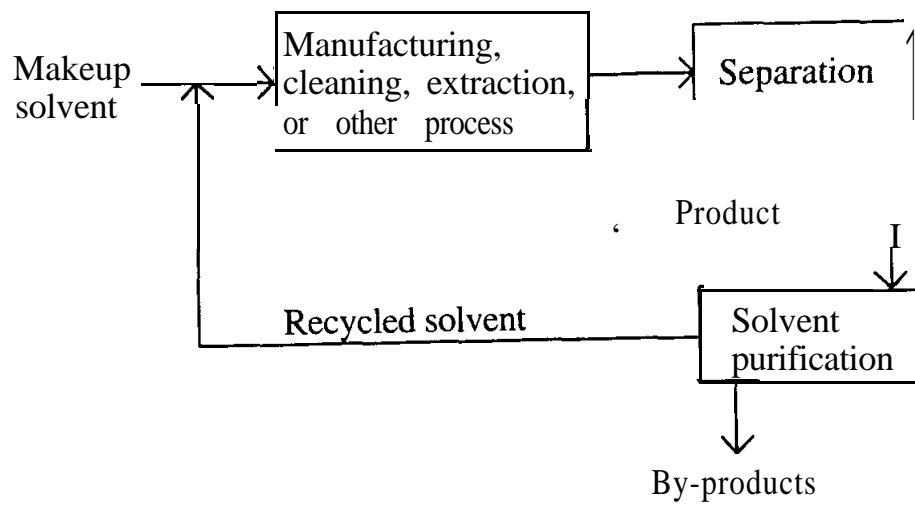 Makeup
solvent
Manufacturing,
cleaning, extraction,
or other process
Separation
Product
Recycled solvent
Solvent
purification
By-products